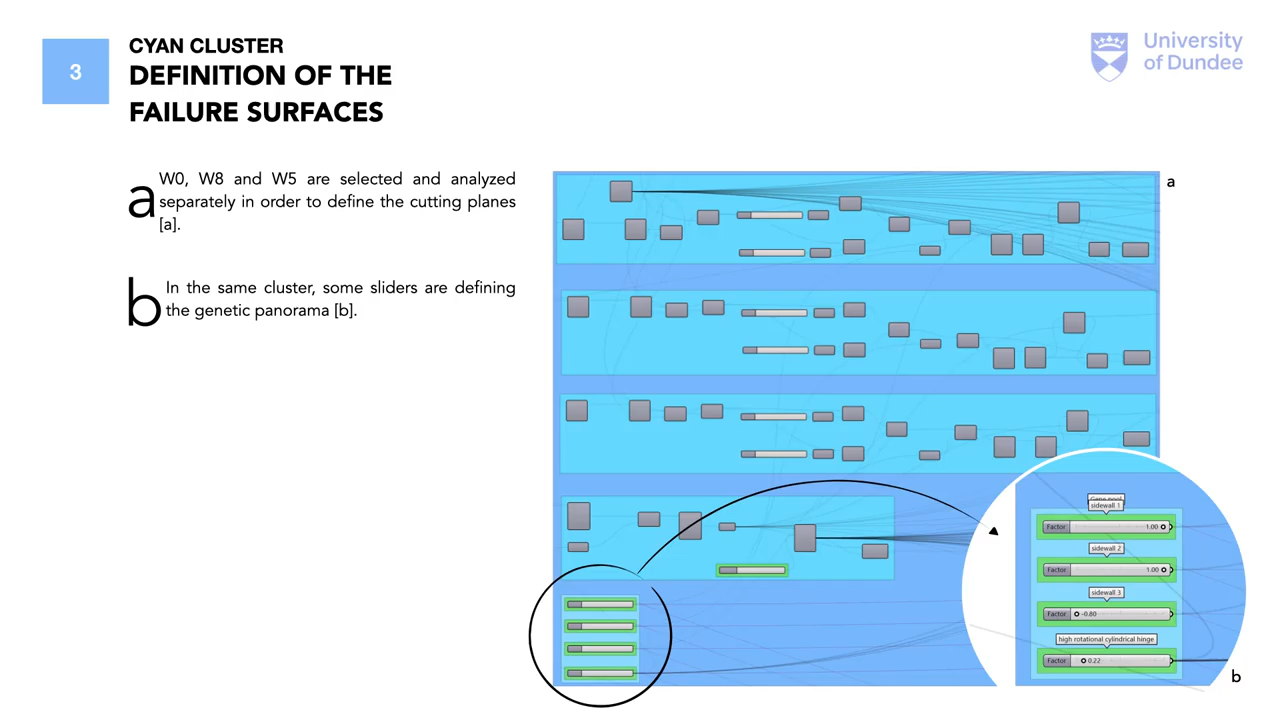 3
CYAN CLUSTER
DEFINITION OF THE
FAILURE SURFACES
University
of Dundee
a
W0, W8 and W5 are selected and analyzed
separately in order to define the cutting planes
[a].
b
In the same cluster, some sliders are defining
the genetic panorama [b].
a
Gene pool
sidewall 1
Factor 1.00
sidewall 2
Factor 1.00
sidewall 3
Factor -0.80
high rotational cylindrical hinge
Factor 0.22
b